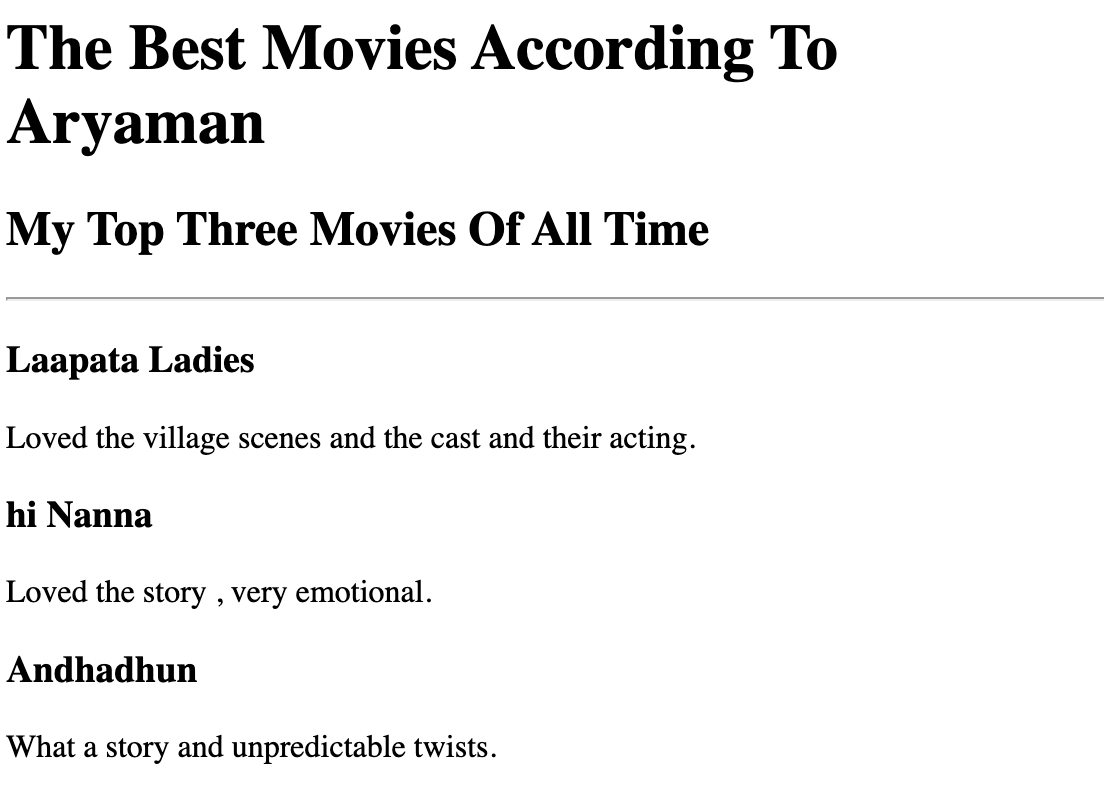 The Best Movies According To
Aryaman
My Top Three Movies Of All Time
Laapata Ladies
Loved the village scenes and the cast and their acting.
hi Nanna
Loved the story , very emotional.
Andhadhun
What a story and unpredictable twists.